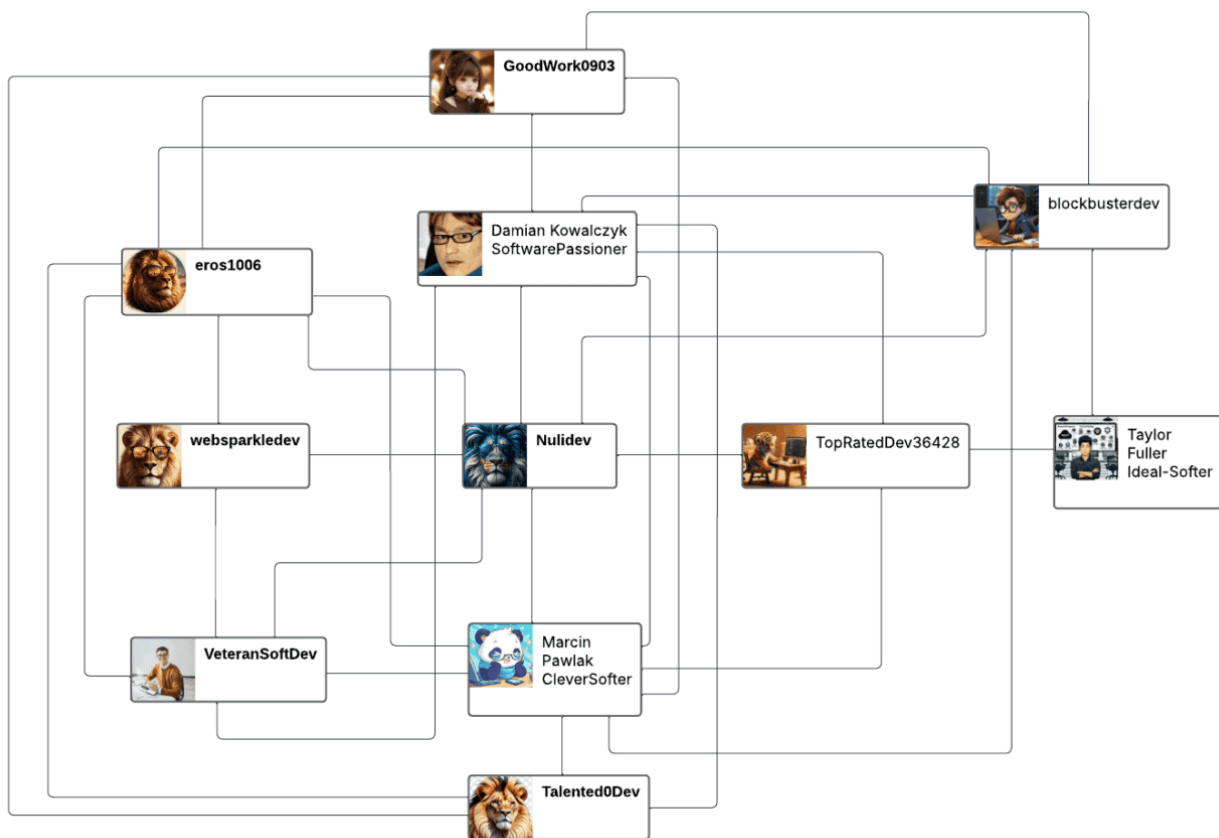 GoodWork0903
blockbusterdev
Damian Kowalczyk
SoftwarePassioner
eros1006
websparkledev
Nulidev
TopRatedDev36428
Taylor
Fuller
Ideal-Softer
VeteranSoftDev
Marcin
Pawlak
CleverSofter
Talented0Dev